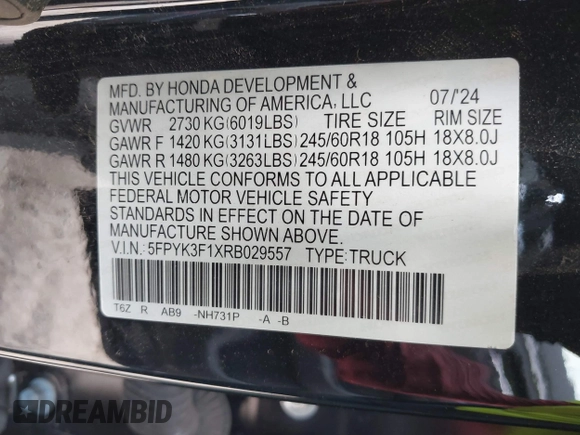 MFD. BY HONDA DEVELOPMENT &
MANUFACTURING OF AMERICA, LLC 07/'24
GVWR 2730 KG(6019LBS) TIRE SIZE RIM SIZE
GAWR F 1420 KG(3131LBS) 245/60R18 105H 18X8.0J
GAWR R 1480 KG(3263LBS) 245/60R18 105H 18X8.0J
THIS VEHICLE CONFORMS TO ALL APPLICABLE
FEDERAL MOTOR VEHICLE SAFETY
STANDARDS IN EFFECT ON THE DATE OF
MANUFACTURE SHOWN ABOVE.
V.I.N.: 5FPYK3F1XRB029557 TYPE:TRUCK
T6Z R AB9 -NH731P -A -B
DREAMBID